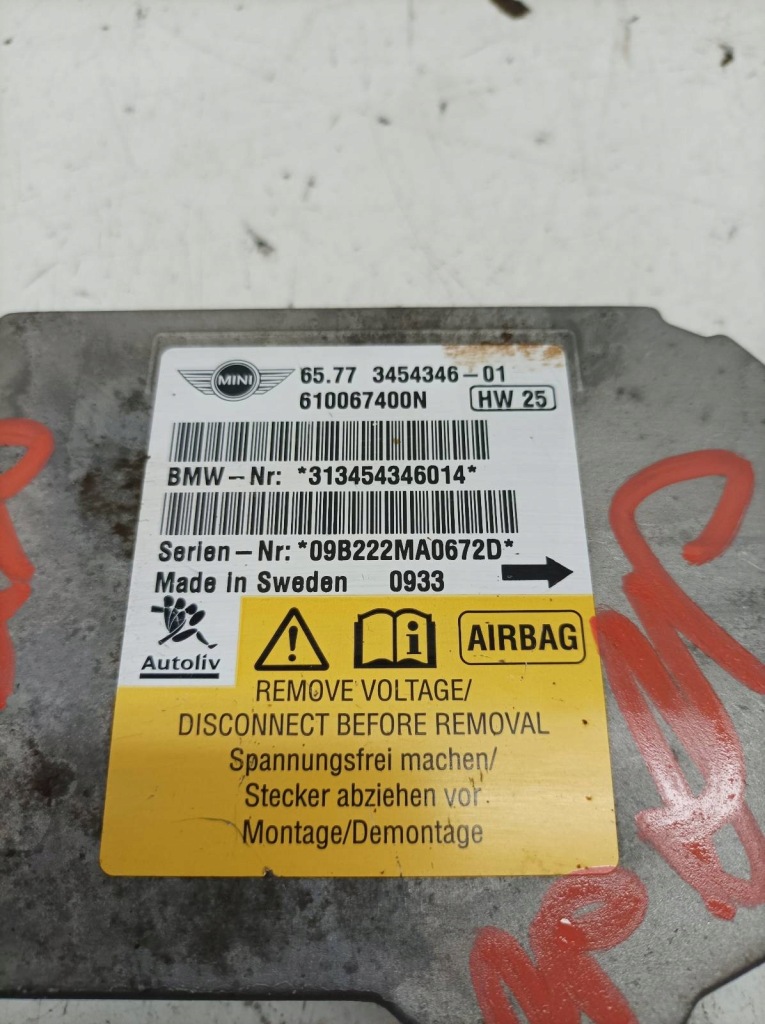 MINI 65.77 3454346-01
610067400N HW 25
BMW-Nr: *313454346014*
Serien-Nr: *09B222MA0672D*
Made in Sweden 0933
Autoliv
AIRBAG
REMOVE VOLTAGE/
DISCONNECT BEFORE REMOVAL
Spannungsfrei machen/
Stecker abziehen vor
Montage/Demontage